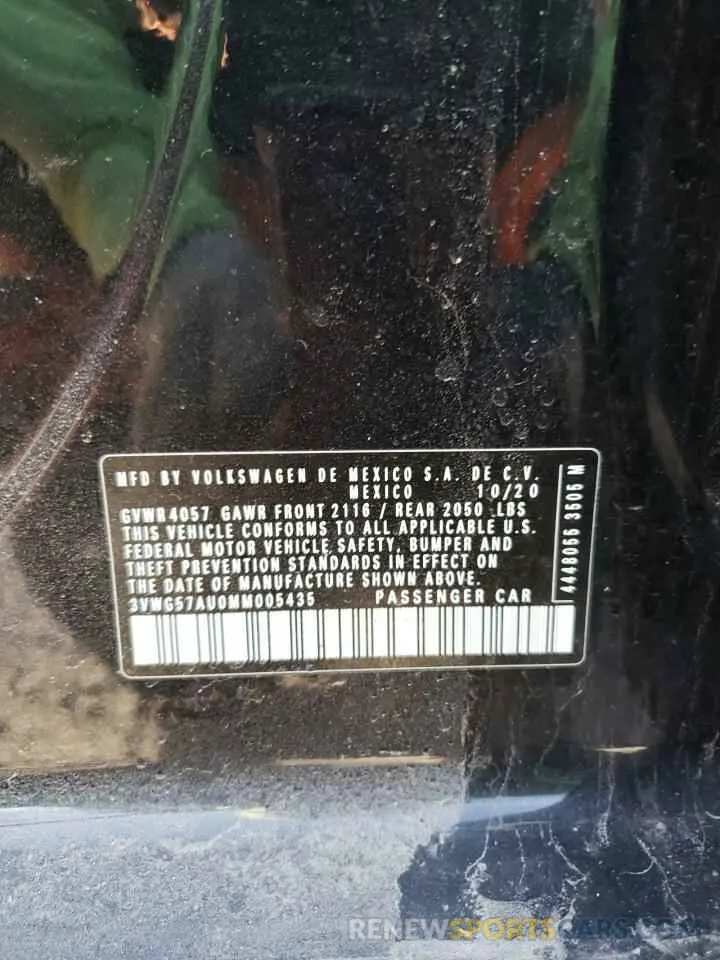 MFD BY VOLKSWAGEN DE MEXICO S.A. DE C.V.
MEXICO 10/20
GVWR 4057 GAWR FRONT 2116 / REAR 2050 .LBS
THIS VEHICLE CONFORMS TO ALL APPLICABLE U.S.
FEDERAL MOTOR VEHICLE SAFETY, BUMPER AND
THEFT PREVENTION STANDARDS IN EFFECT ON
THE DATE OF MANUFACTURE SHOWN ABOVE.
3VWG57AU0MM005435 PASSENGER CAR
4448065 3505 M
RENEWSPORTSCARS.COM